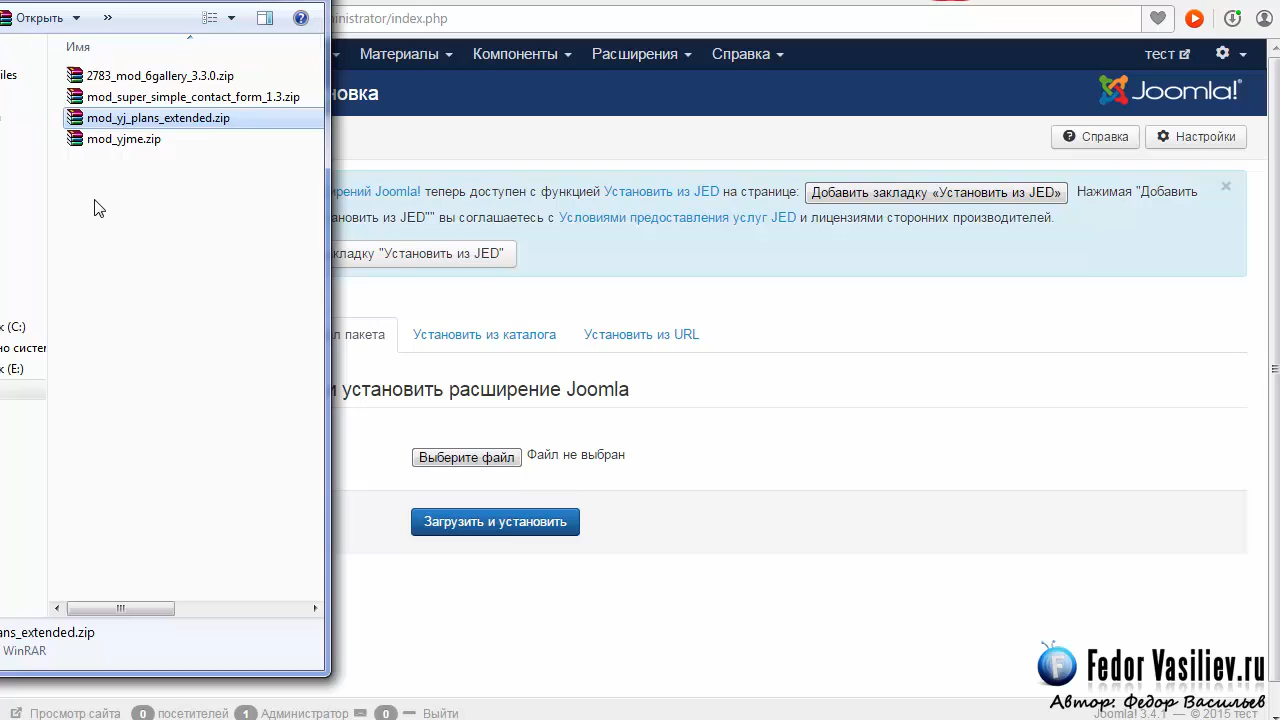 Открыть
»
Имя
iles
2783_mod_6gallery_3.3.0.zip
mod_super_simple_contact_form_1.3.zip
mod_yj_plans_extended.zip
mod_yjme.zip
к (C:)
но систем
к (E:)
ans_extended.zip
WinRAR
ministrator/index.php
Материалы
Компоненты
Расширения
Справка
тест
новка
Joomla!
Справка
Настройки
рений Joomla! теперь доступен с функцией Установить из JED на странице: Добавить закладку «Установить из JED» Нажимая "Добавить
ановить из JED"" вы соглашаетесь с Условиями предоставления услуг JED и лицензиями сторонних производителей.
кладку "Установить из JED"
л пакета
Установить из каталога
Установить из URL
и установить расширение Joomla
Выберите файл Файл не выбран
Загрузить и установить
Fedor Vasiliev.ru
Автор: Федор Васильев
Просмотр сайта 0 посетителей 1 Администратор 0 Выйти
Joomla! 3.4.1 — © 2015 тест